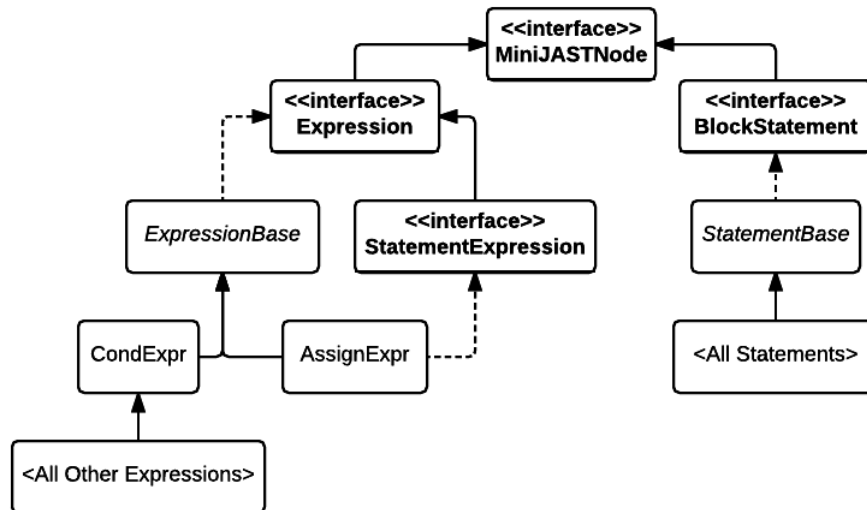 <<interface>>
MiniJASTNode
<<interface>>
Expression
<<interface>>
BlockStatement
ExpressionBase
<<interface>>
StatementExpression
StatementBase
CondExpr
AssignExpr
<All Statements>
<All Other Expressions>